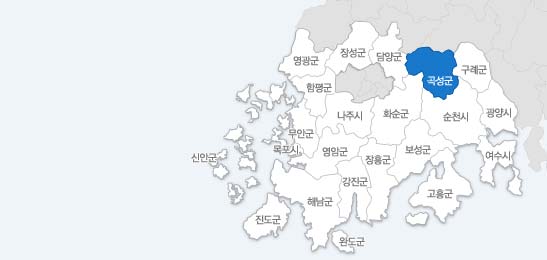 장성군
담양군
영광군
구례군
곡성군
함평군
나주시
화순군
순천시
광양시
무안군
목포시
신안군
영암군
장흥군
보성군
여수시
강진군
고흥군
해남군
진도군
완도군